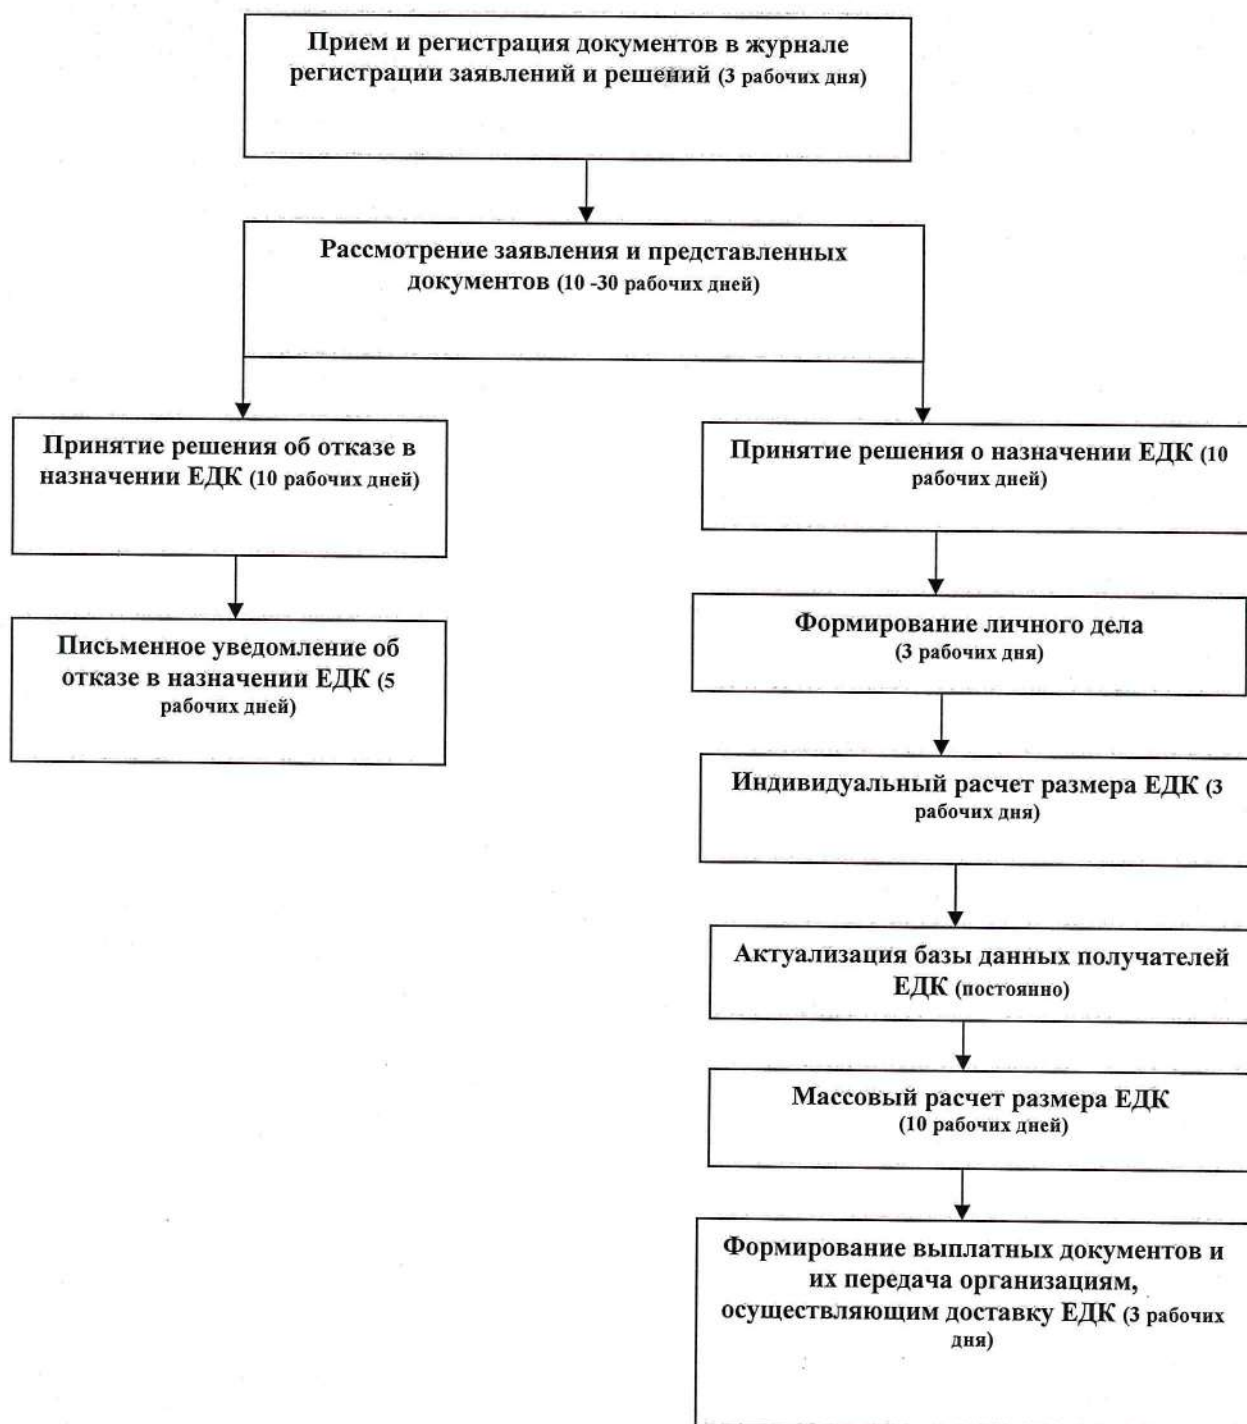 Прием и регистрация документов в журнале
регистрации заявлений и решений (3 рабочих дня)
Рассмотрение заявления и представленных
документов (10 -30 рабочих дней)
Принятие решения об отказе в
назначении ЕДК (10 рабочих дней)
Письменное уведомление об
отказе в назначении ЕДК (5
рабочих дней)
Принятие решения о назначении ЕДК (10
рабочих дней)
Формирование личного дела
(3 рабочих дня)
Индивидуальный расчет размера ЕДК (3
рабочих дня)
Актуализация базы данных получателей
ЕДК (постоянно)
Массовый расчет размера ЕДК
(10 рабочих дней)
Формирование выплатных документов и
их передача организациям,
осуществляющим доставку ЕДК (3 рабочих
дня)